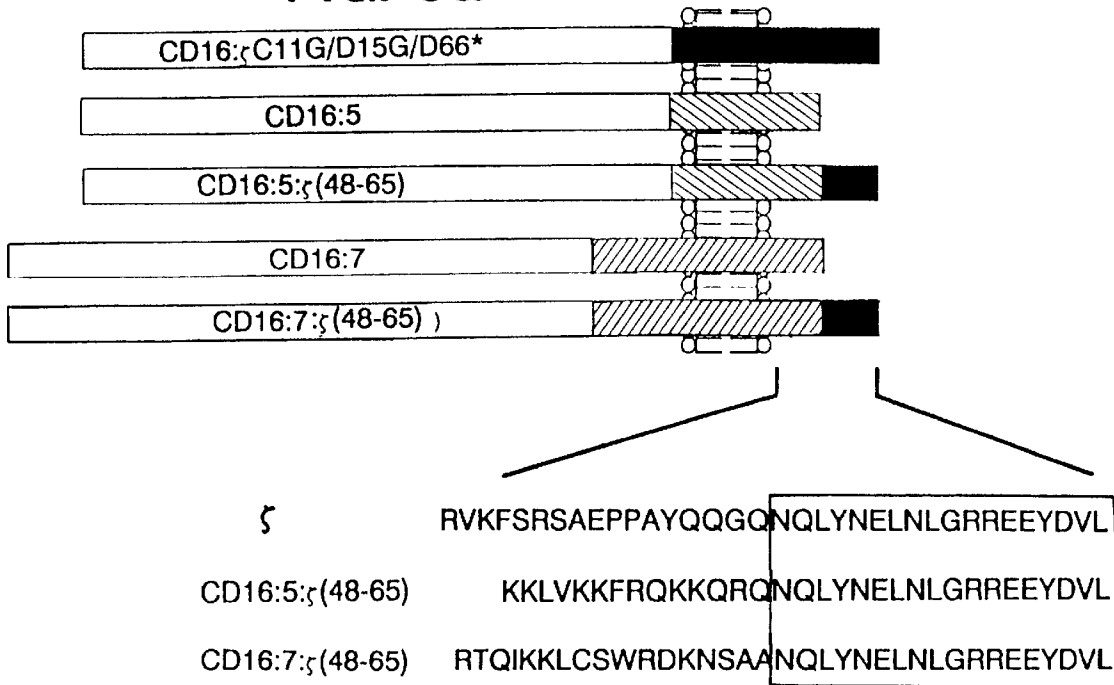 CD16:ζC11G/D15G/D66*
CD16:5
CD16:5:ζ(48-65)
CD16:7
CD16:7:ζ(48-65) )
ζ RVKFSRSAEPPAYQQGQNQLYNELNLGRREEYDVL
CD16:5:ζ(48-65) KKLVKKFRQKKQRQNQLYNELNLGRREEYDVL
CD16:7:ζ(48-65) RTQIKKLCSWRDKNSAANQLYNELNLGRREEYDVL